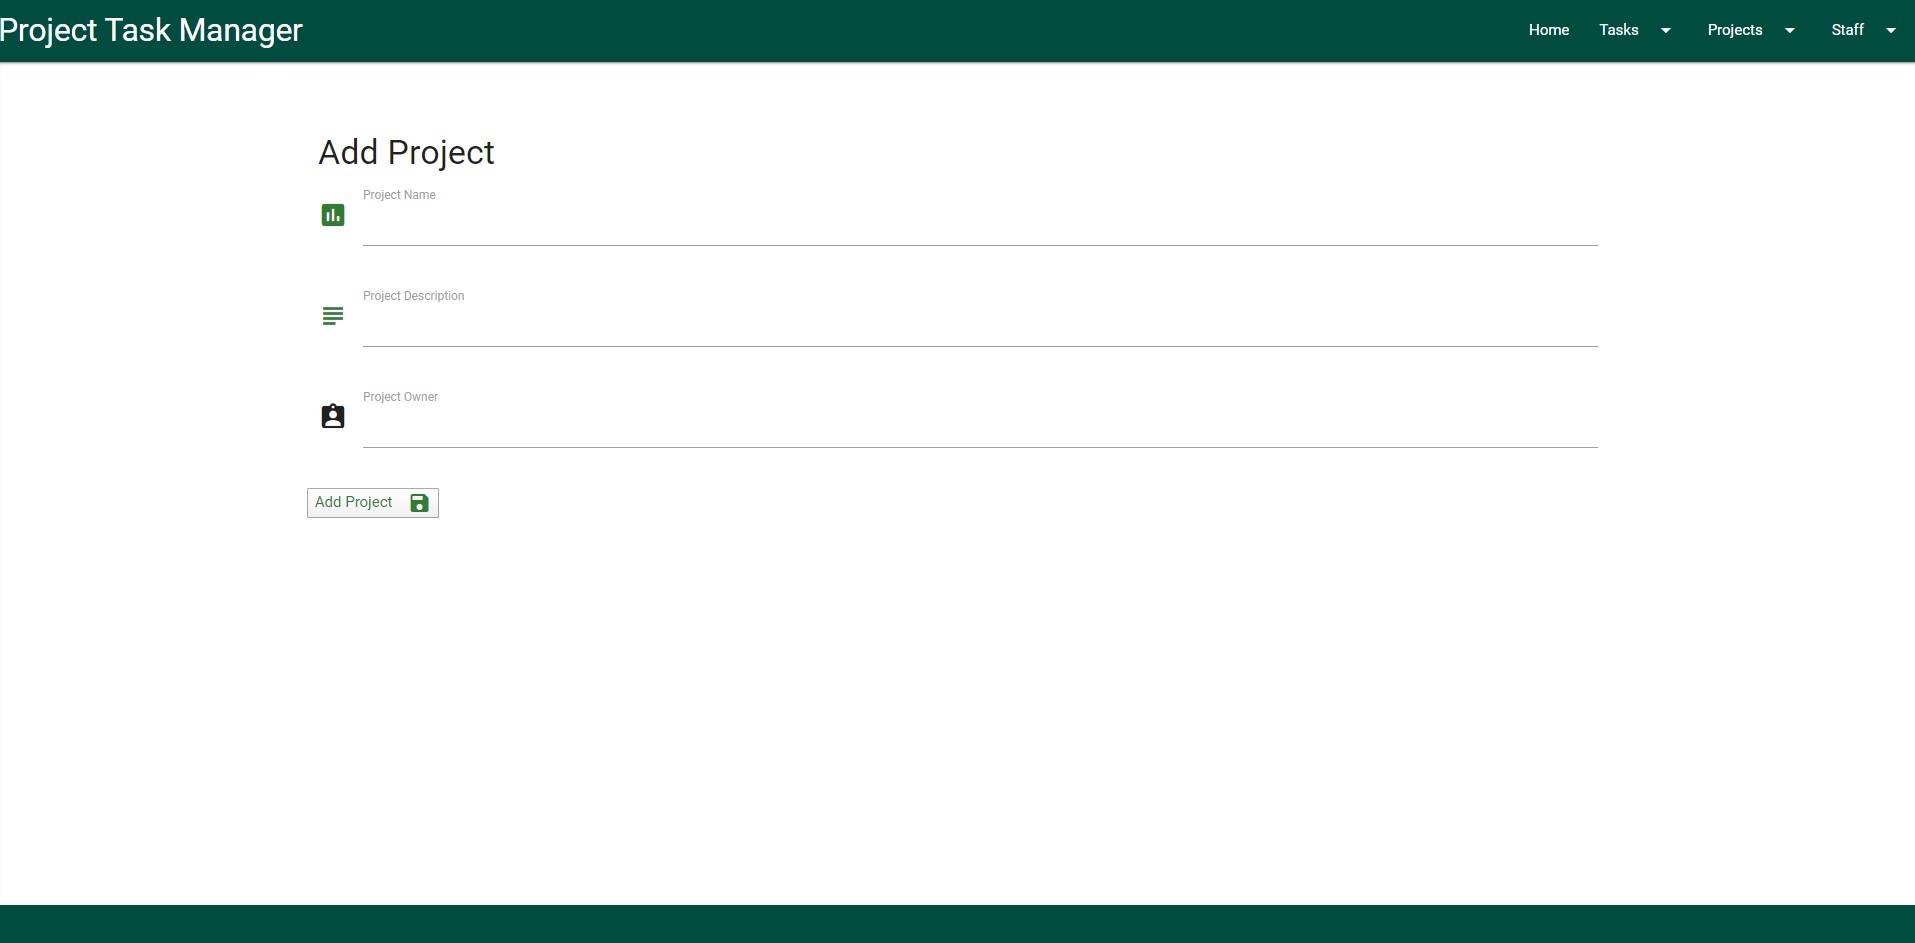 Project Task Manager
Home Tasks Projects Staff
Add Project
Project Name
Project Description
Project Owner
Add Project